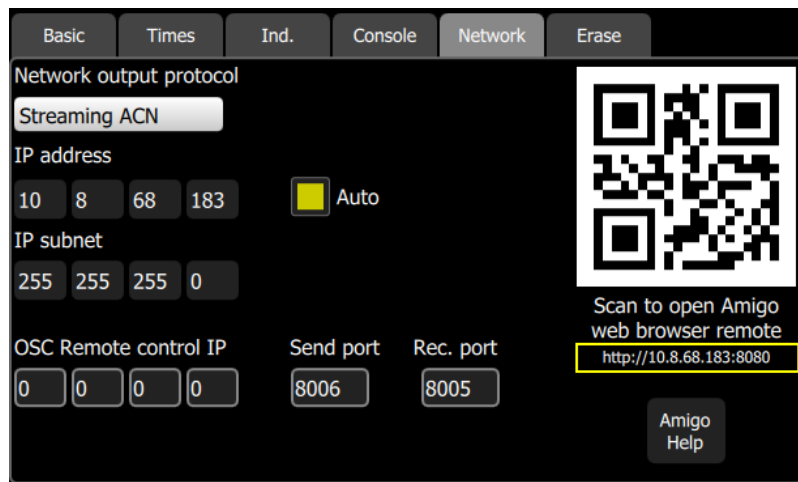 Basic Times Ind. Console Network Erase
Network output protocol
Streaming ACN
IP address
10 8 68 183 Auto
IP subnet
255 255 255 0
Scan to open Amigo
web browser remote
http://10.8.68.183:8080
OSC Remote control IP Send port Rec. port
0 0 0 0 8006 8005
Amigo
Help